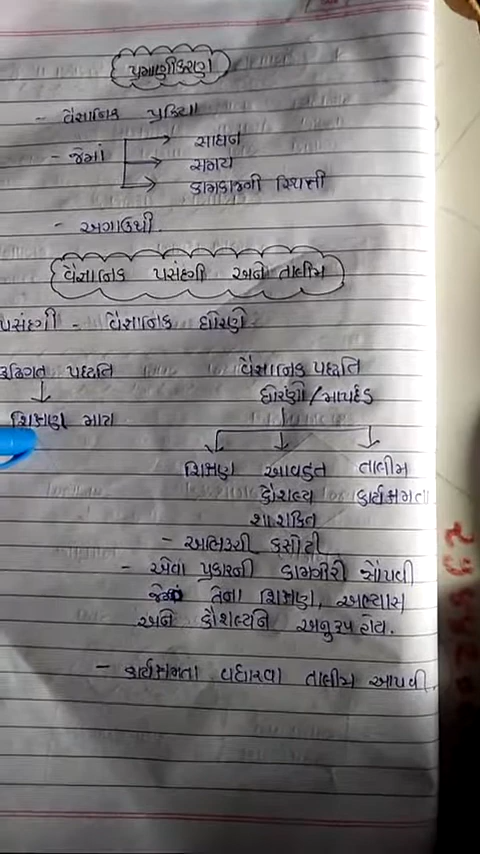 પ્રમાણીકરણ
- વૈજ્ઞાનિક પ્રક્રિયા
- જેમાં → સાધન
→ સમય
→ કામકાજની સ્થિતી
- અગાઉથી.
વૈજ્ઞાનિક પસંદગી અને તાલીમ
પસંદગી - વૈજ્ઞાનિક ધોરણે
રૂઢિગત પદ્ધતિ વૈજ્ઞાનિક પદ્ધતિ
↓ ધોરણો/માપદંડ
શિક્ષણ માત્ર
શિક્ષણ આવડત તાલીમ
કૌશલ્ય કાર્યક્ષમતા
શા.શક્તિ
- અભિરુચી કસોટી
- એવા પ્રકારની કામગીરી સોંપવી
જેમાં તેના શિક્ષણ, અભ્યાસ
અને કૌશલ્યને અનુરૂપ હોય.
- કાર્યક્ષમતા વધારવા તાલીમ આપવી.